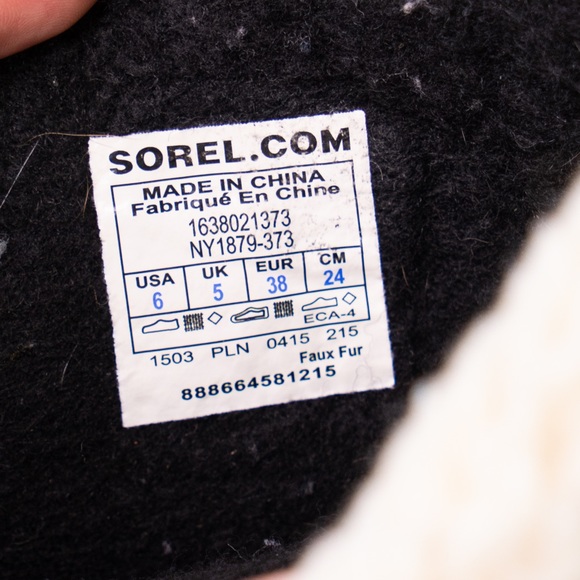 SOREL.COM
MADE IN CHINA
Fabriqué En Chine
1638021373
NY1879-373
USA UK EUR CM
6 5 38 24
ECA-4
1503 PLN 0415 215
Faux Fur
888664581215